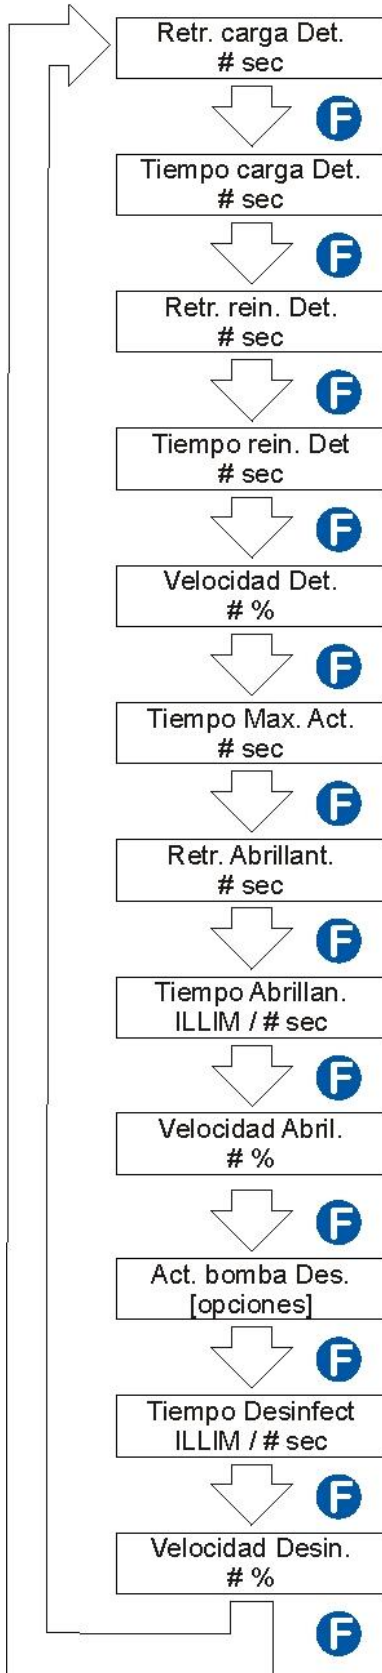 Retr. carga Det.
# sec
F
Tiempo carga Det.
# sec
F
Retr. rein. Det.
# sec
F
Tiempo rein. Det
# sec
F
Velocidad Det.
# %
F
Tiempo Max. Act.
# sec
F
Retr. Abrillant.
# sec
F
Tiempo Abrillan.
ILLIM / # sec
F
Velocidad Abril.
# %
F
Act. bomba Des.
[opciones]
F
Tiempo Desinfect
ILLIM / # sec
F
Velocidad Desin.
# %
F